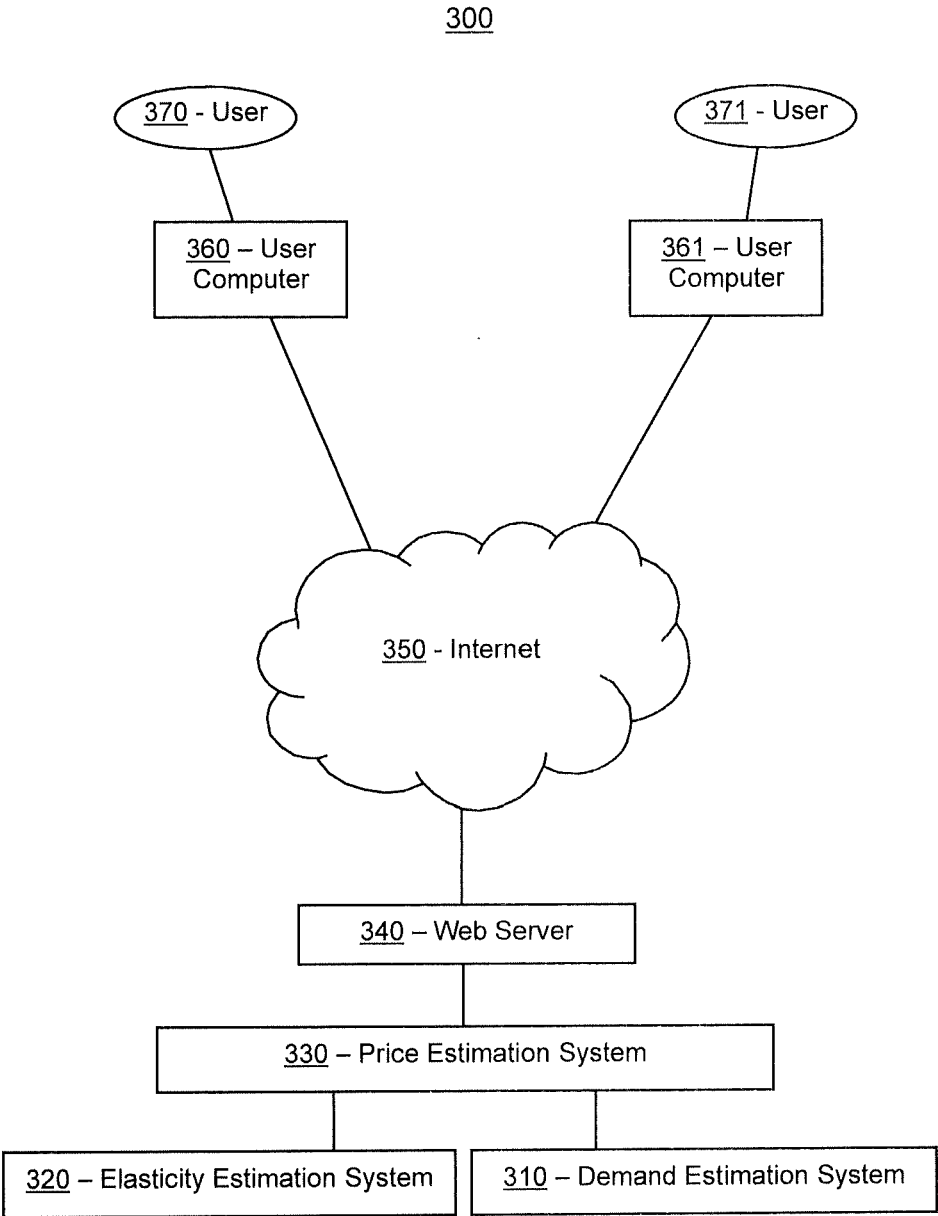 300
370 - User
371 - User
360 – User
Computer
361 – User
Computer
350 - Internet
340 – Web Server
330 – Price Estimation System
320 – Elasticity Estimation System
310 – Demand Estimation System